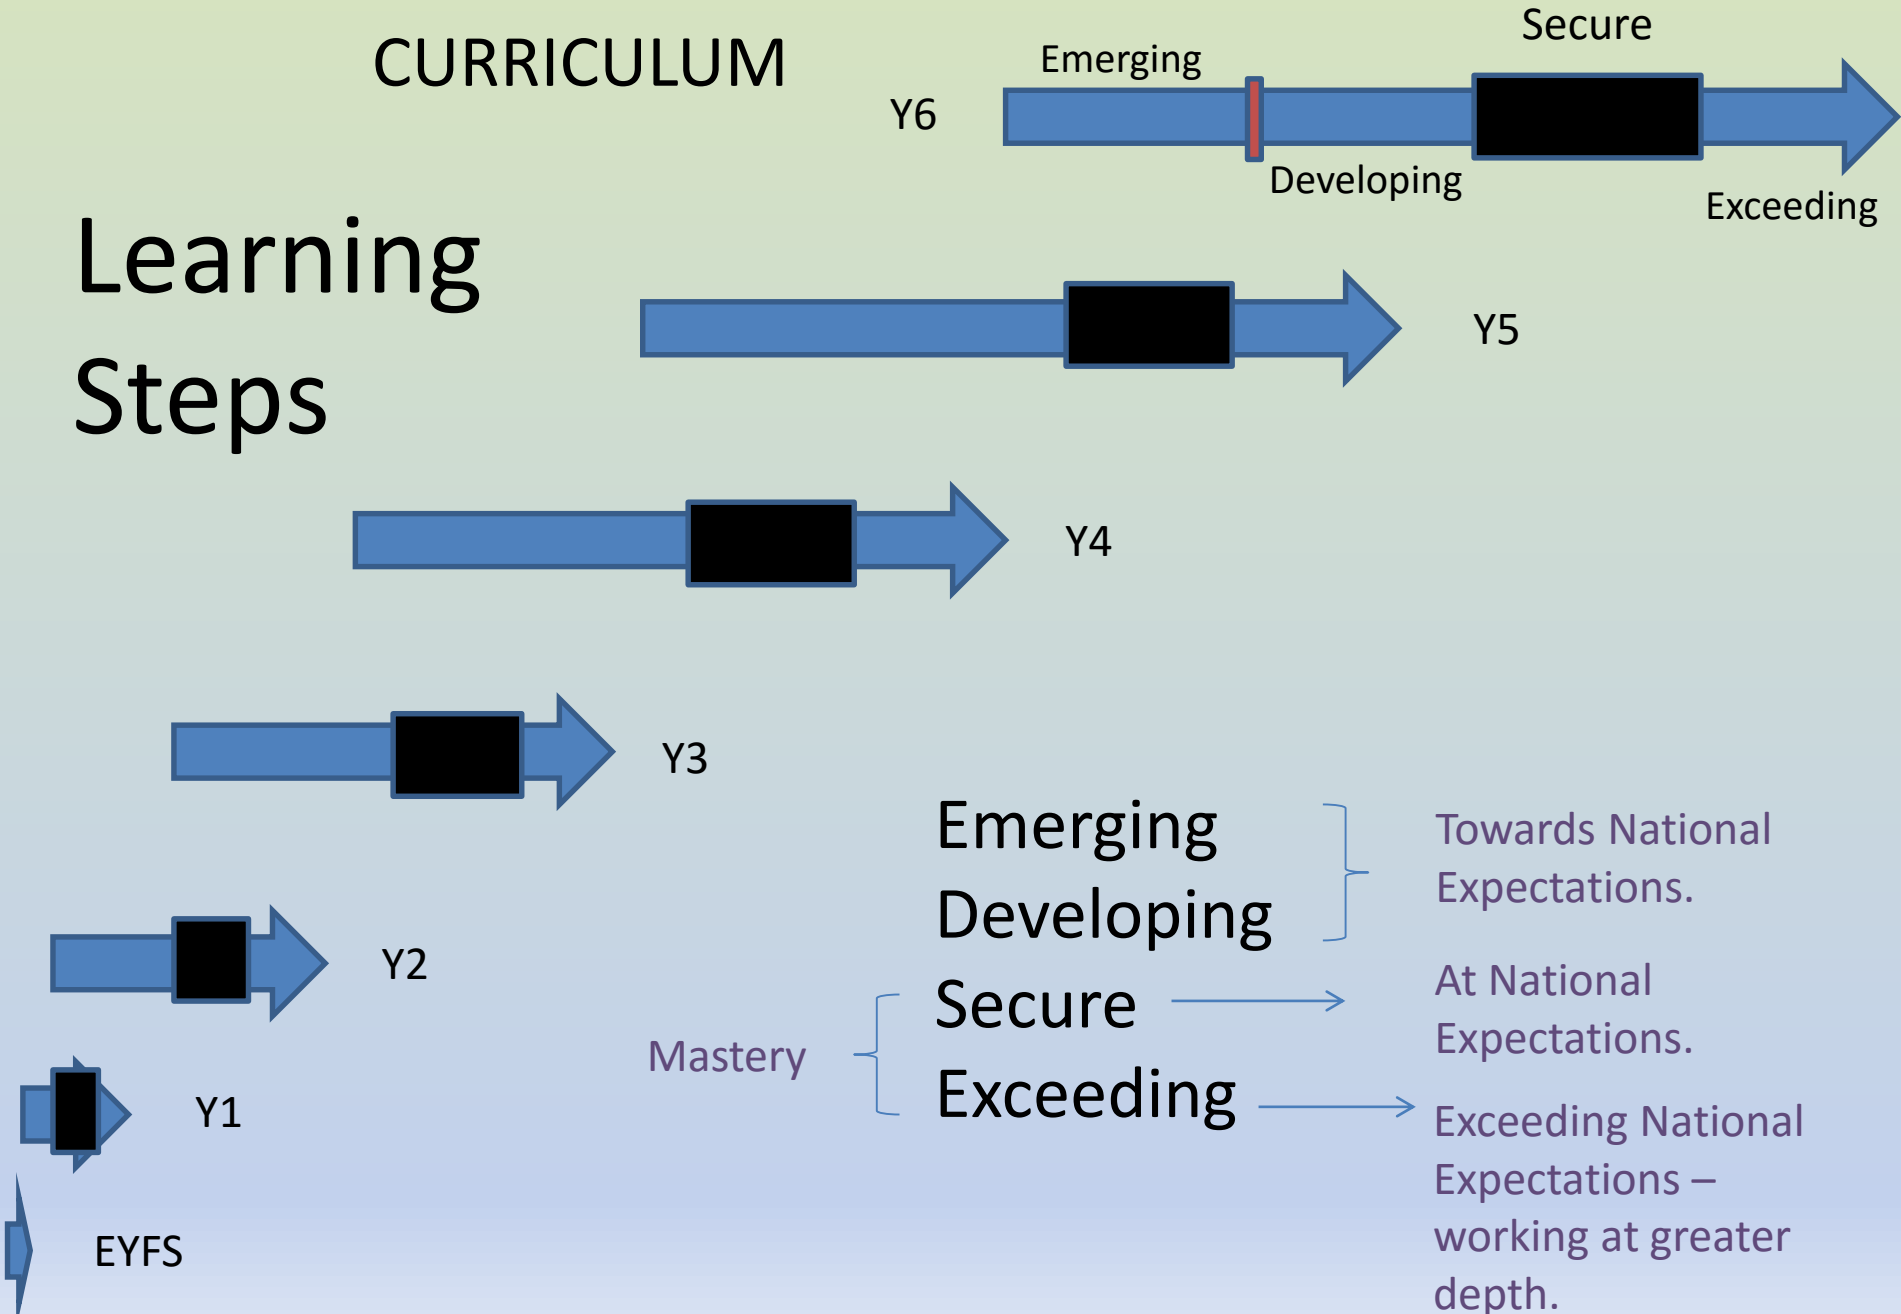 CURRICULUM
Secure
Emerging
Y6
Developing
Exceeding
Learning
Steps
Y5
Y4
Y3
Y2
Y1
EYFS
Emerging
Developing
Secure
Exceeding
Mastery
Towards National
Expectations.
At National
Expectations.
Exceeding National
Expectations –
working at greater
depth.